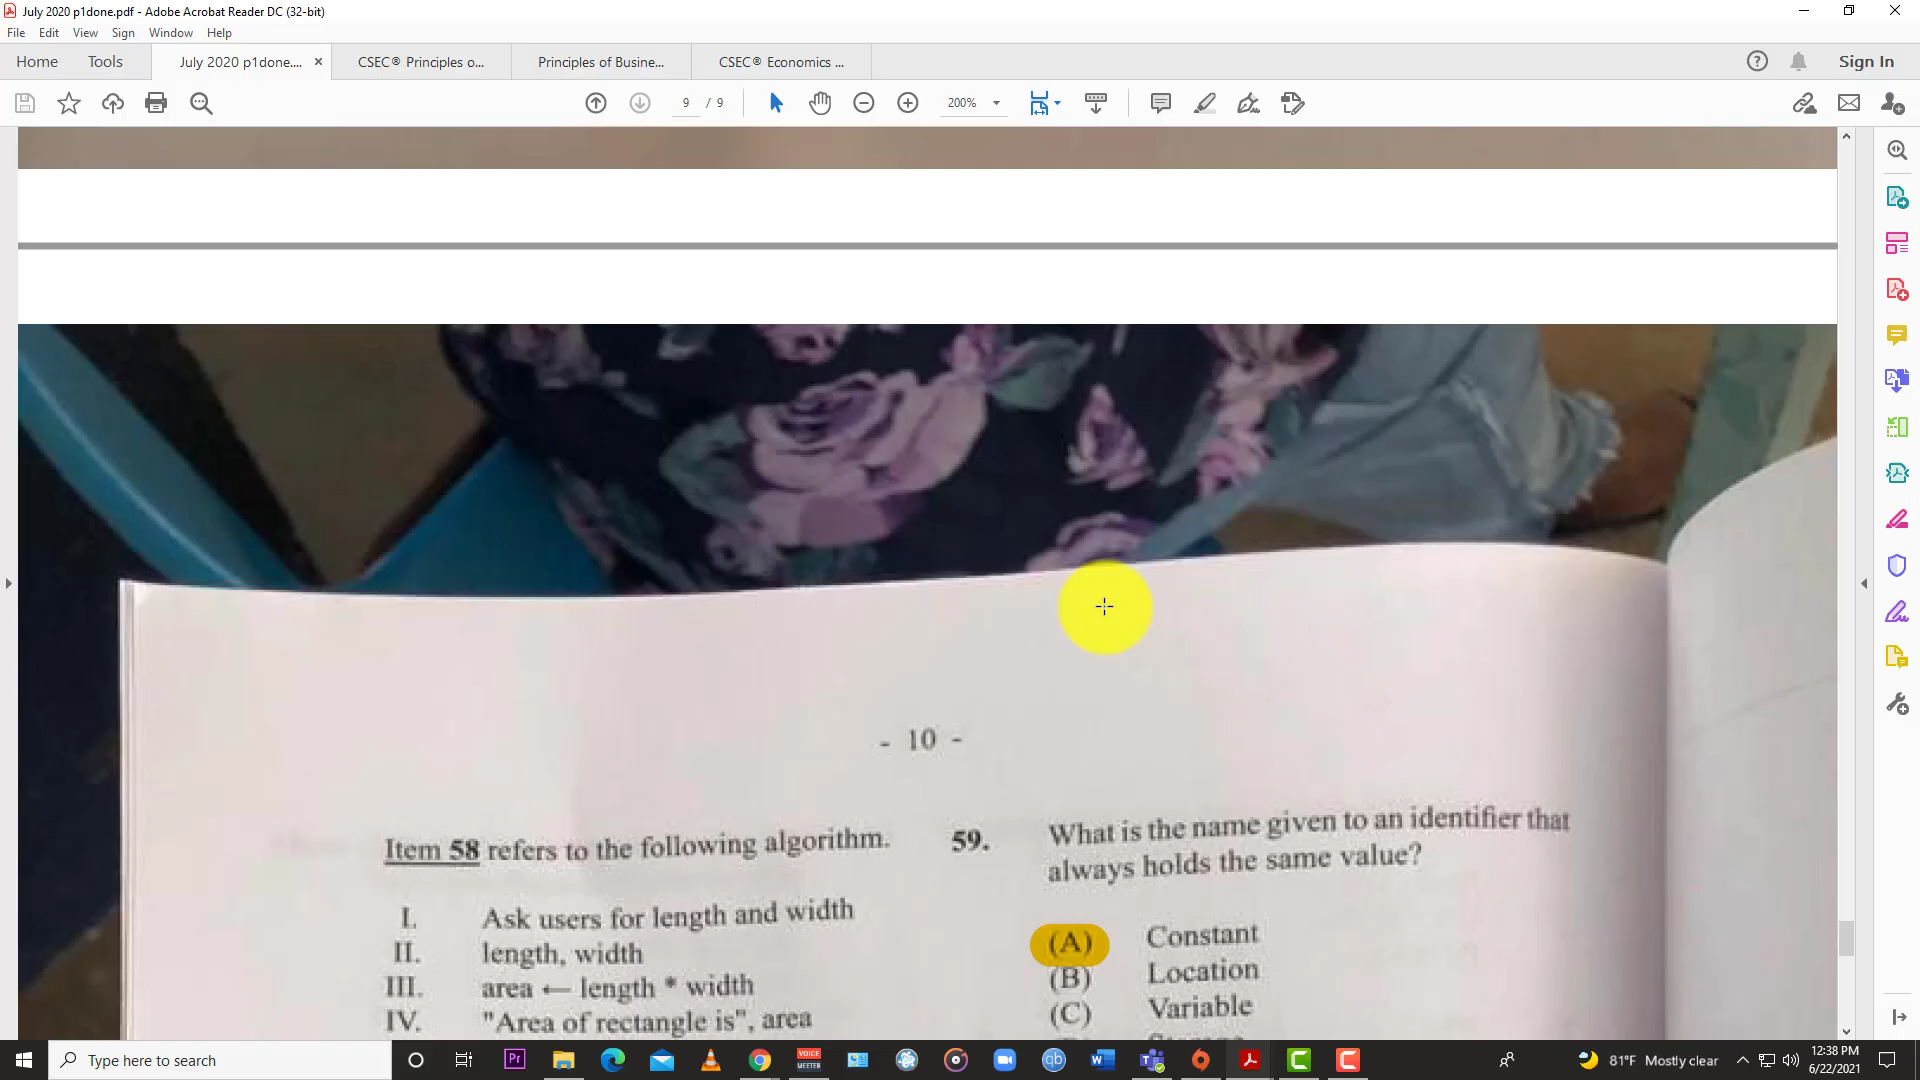 July 2020 p1done.pdf - Adobe Acrobat Reader DC (32-bit)
File Edit View Sign Window Help
Home Tools July 2020 p1done.... × CSEC® Principles o... Principles of Busine... CSEC® Economics ... Sign In
9 / 9 200%
- 10 -
Item 58 refers to the following algorithm.
I. Ask users for length and width
II. length, width
III. area ← length * width
IV. "Area of rectangle is", area
59. What is the name given to an identifier that
always holds the same value?
(A) Constant
(B) Location
(C) Variable
Type here to search
Pr
VOICE
MEETER
qb
W
81°F Mostly clear
12:38 PM
6/22/2021